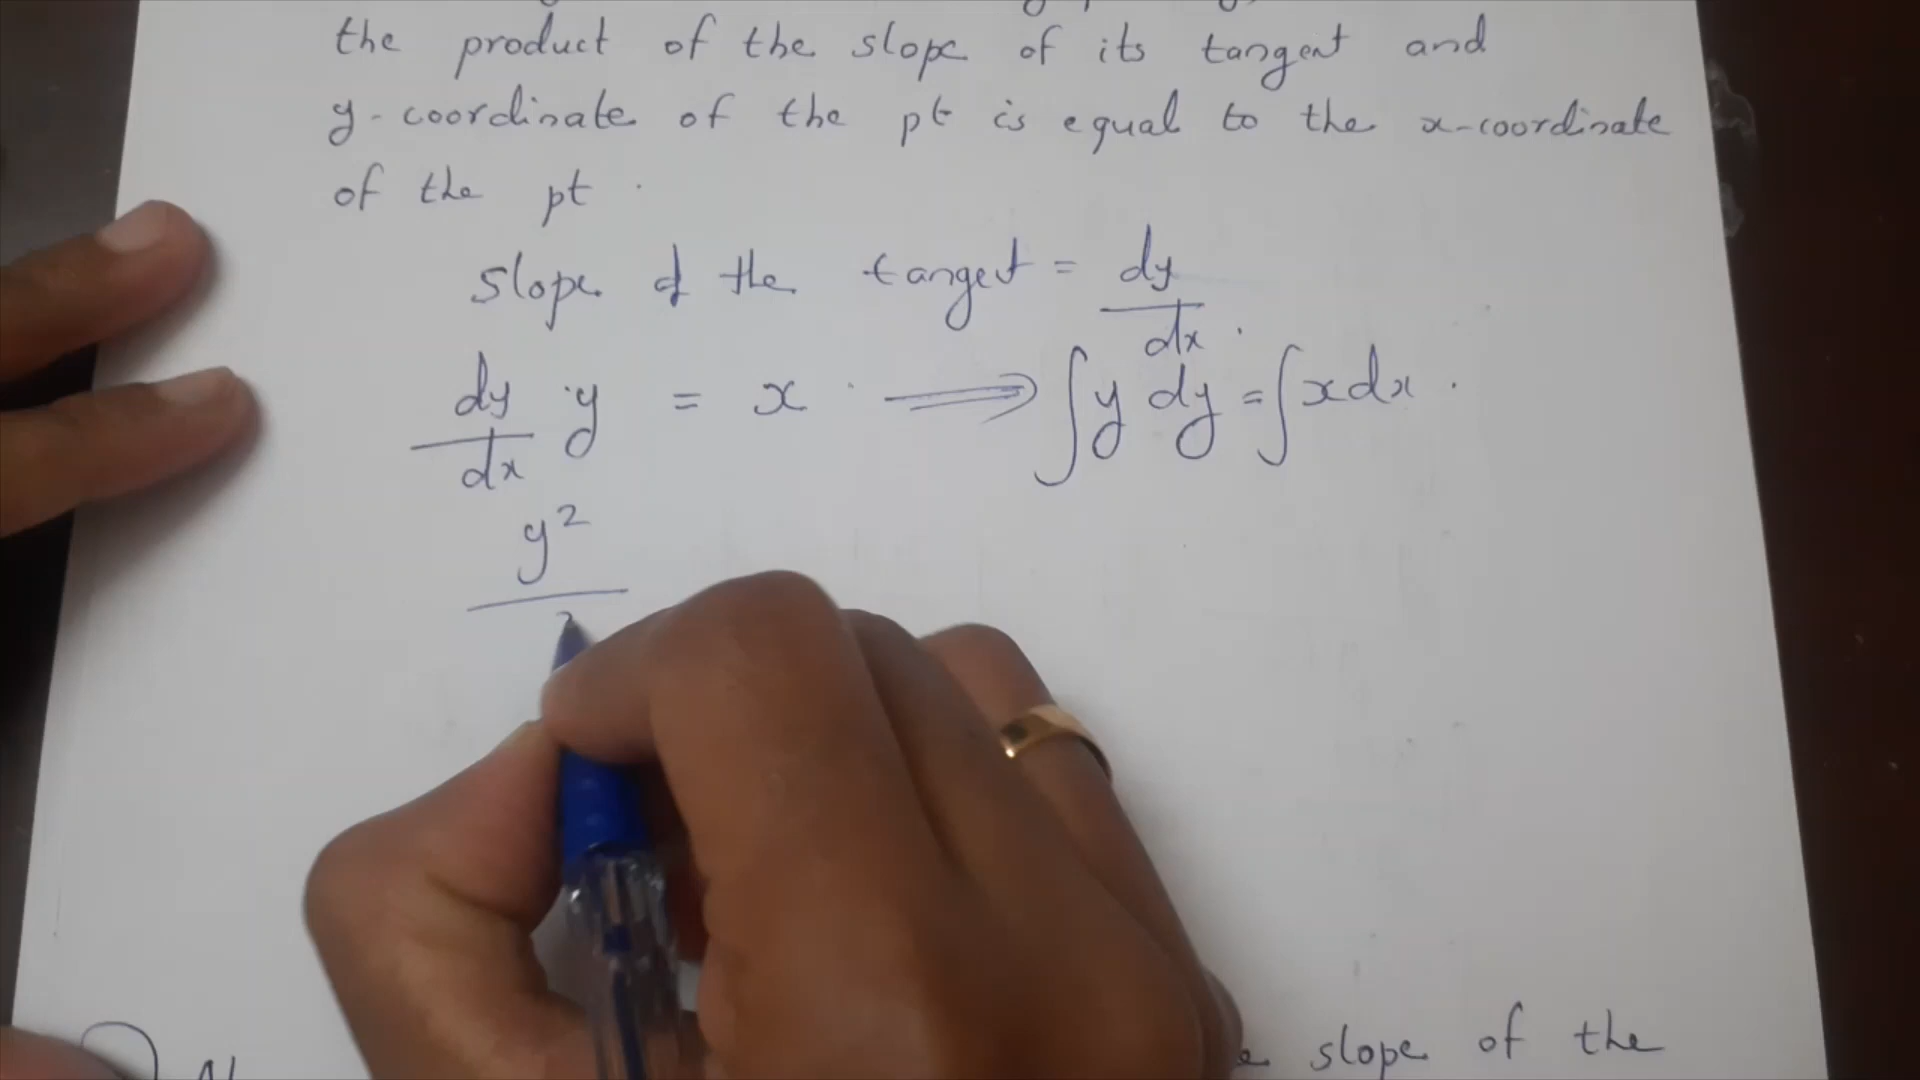 the product of the slope of its tangent and
y-coordinate of the pt is equal to the x-coordinate
of the pt.
slope of the tangent = dy/dx.
dy/dx · y = x. ⟹ ∫y dy = ∫x dx.
y²/2
slope of the